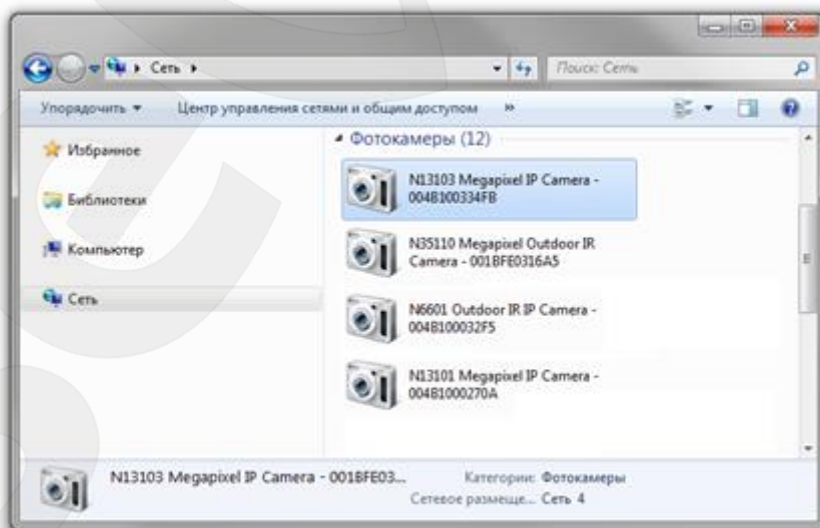 Сеть
Поиск: Сеть
Упорядочить
Центр управления сетями и общим доступом
»
Избранное
Библиотеки
Компьютер
Сеть
Фотокамеры (12)
N13103 Megapixel IP Camera -
004B100334FB
N35110 Megapixel Outdoor IR
Camera - 001BFE0316A5
N6601 Outdoor IR IP Camera -
004B100032F5
N13101 Megapixel IP Camera -
004B1000270A
N13103 Megapixel IP Camera - 001BFE03...
Категории: Фотокамеры
Сетевое размеще... Сеть 4